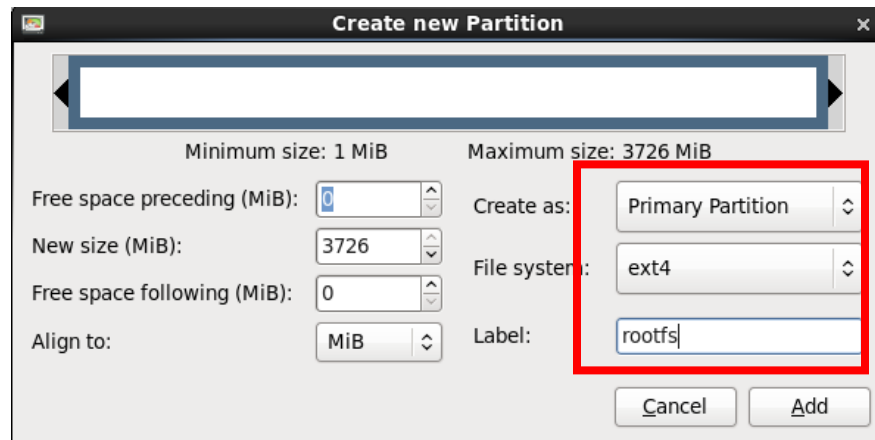 Create new Partition
Minimum size: 1 MiB Maximum size: 3726 MiB
Free space preceding (MiB): 0
New size (MiB): 3726
Free space following (MiB): 0
Align to: MiB
Create as: Primary Partition
File system: ext4
Label: rootfs
Cancel Add